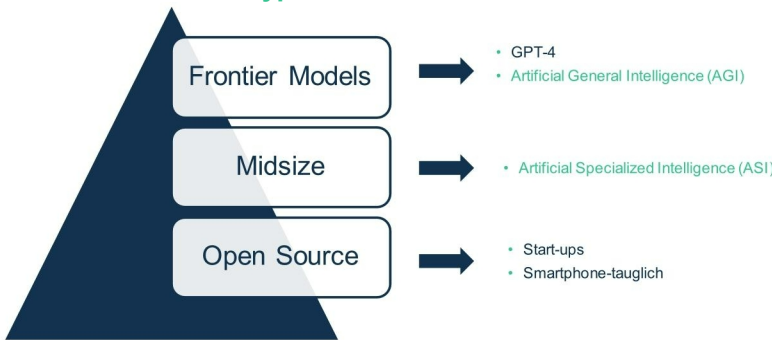 Frontier Models
• GPT-4
• Artificial General Intelligence (AGI)
Midsize
• Artificial Specialized Intelligence (ASI)
Open Source
• Start-ups
• Smartphone-tauglich